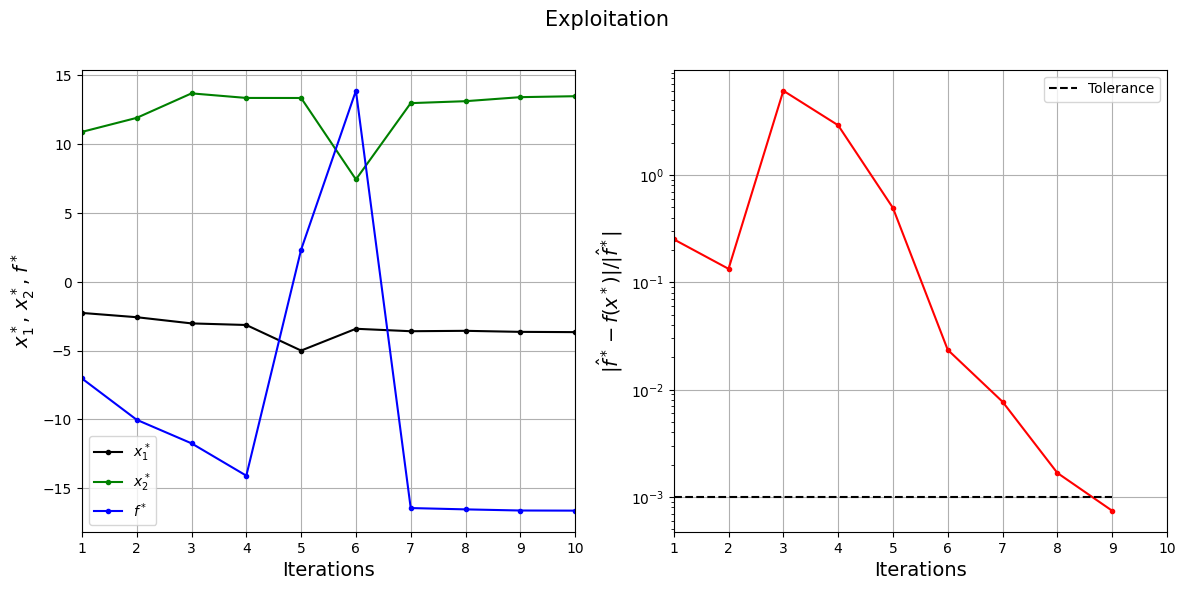 Exploitation
15
10
5
0
−5
−10
−15
x₁*, x₂*, f*
x₁*
x₂*
f*
1 2 3 4 5 6 7 8 9 10
Iterations
10⁰
10⁻¹
10⁻²
10⁻³
|f̂* − f(x*)|/|f̂*|
Tolerance
1 2 3 4 5 6 7 8 9 10
Iterations